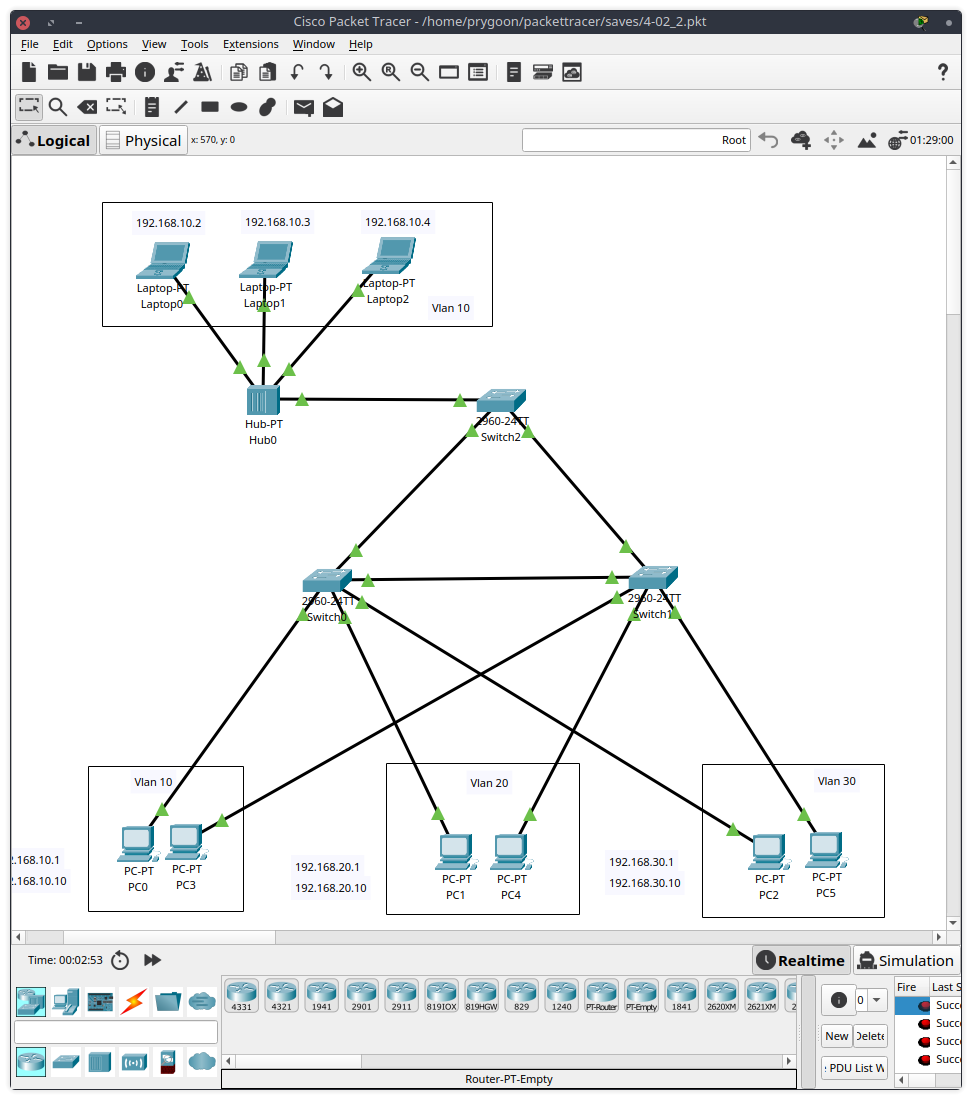 Cisco Packet Tracer - /home/prygoon/packettracer/saves/4-02_2.pkt
File Edit Options View Tools Extensions Window Help
?
Logical Physical x: 570, y: 0 Root 01:29:00
192.168.10.2 192.168.10.3 192.168.10.4
Laptop-PT Laptop-PT Laptop-PT
Laptop0 Laptop1 Laptop2
Vlan 10
Hub-PT
Hub0
2960-24TT
Switch2
2960-24TT
Switch0
2960-24TT
Switch1
Vlan 10
Vlan 20
Vlan 30
2.168.10.1
2.168.10.10
PC-PT
PC0
PC-PT
PC3
192.168.20.1
192.168.20.10
PC-PT
PC1
PC-PT
PC4
192.168.30.1
192.168.30.10
PC-PT
PC2
PC-PT
PC5
Time: 00:02:53 Realtime Simulation
4331 4321 1941 2901 2911 819IOX 819HGW 829 1240 PT-Router PT-Empty 1841 2620XM 2621XM 2
Router-PT-Empty
0
New Delete
PDU List W
Fire Last S
Succe
Succe
Succe
Succe